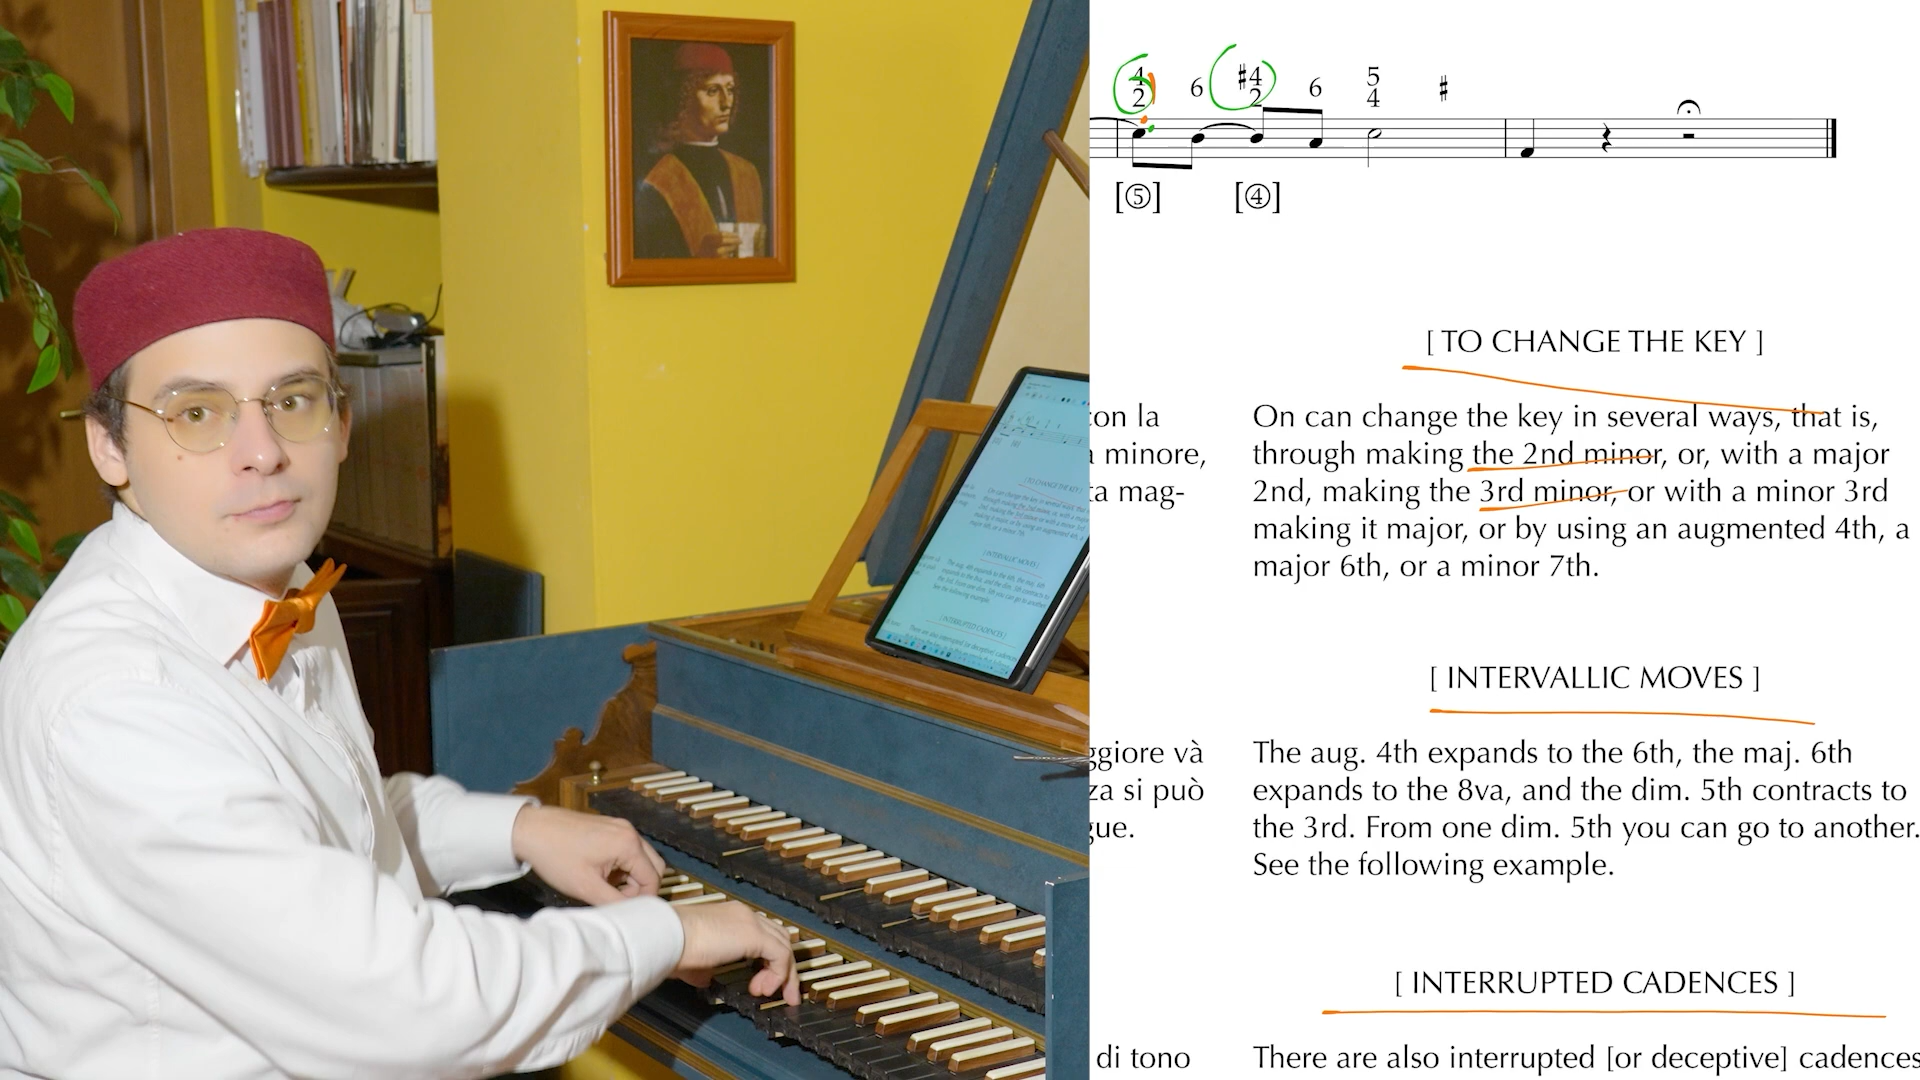 4 6 ♯4 6 5 ♯
2 2 4
[⑤] [④]
[ TO CHANGE THE KEY ]
con la
minore,
ta mag-
On can change the key in several ways, that is,
through making the 2nd minor, or, with a major
2nd, making the 3rd minor, or with a minor 3rd
making it major, or by using an augmented 4th, a
major 6th, or a minor 7th.
[ INTERVALLIC MOVES ]
ggiore và
za si può
gue.
The aug. 4th expands to the 6th, the maj. 6th
expands to the 8va, and the dim. 5th contracts to
the 3rd. From one dim. 5th you can go to another.
See the following example.
[ INTERRUPTED CADENCES ]
di tono
There are also interrupted [or deceptive] cadences